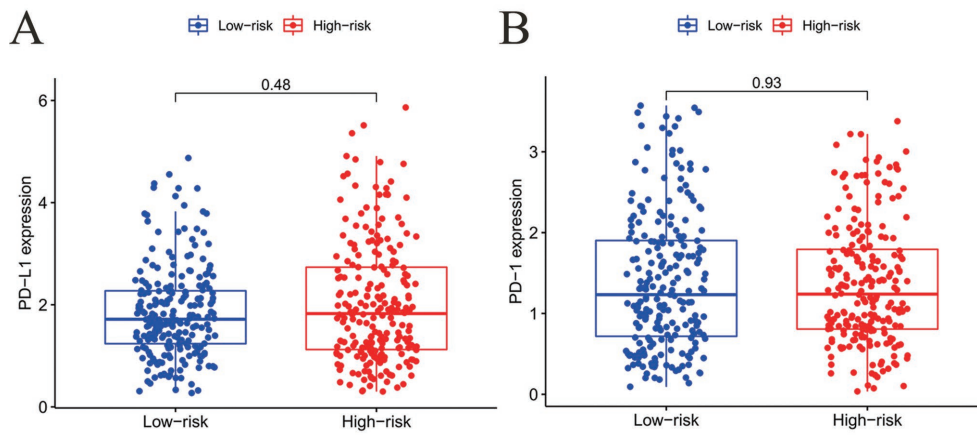 A
Low-risk High-risk
0.48
PD-L1 expression
6
4
2
0
Low-risk High-risk
B
Low-risk High-risk
0.93
PD-1 expression
3
2
1
0
Low-risk High-risk